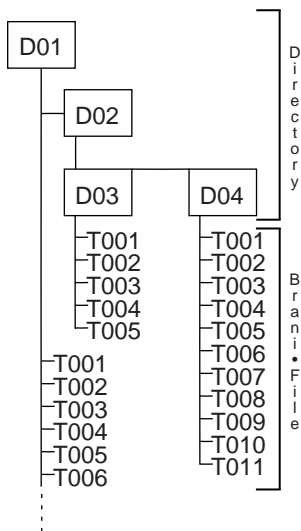 D01
D02
D03
D04
T001
T002
T003
T004
T005
T001
T002
T003
T004
T005
T006
T007
T008
T009
T010
T011
T001
T002
T003
T004
T005
T006
Directory
Brani•File